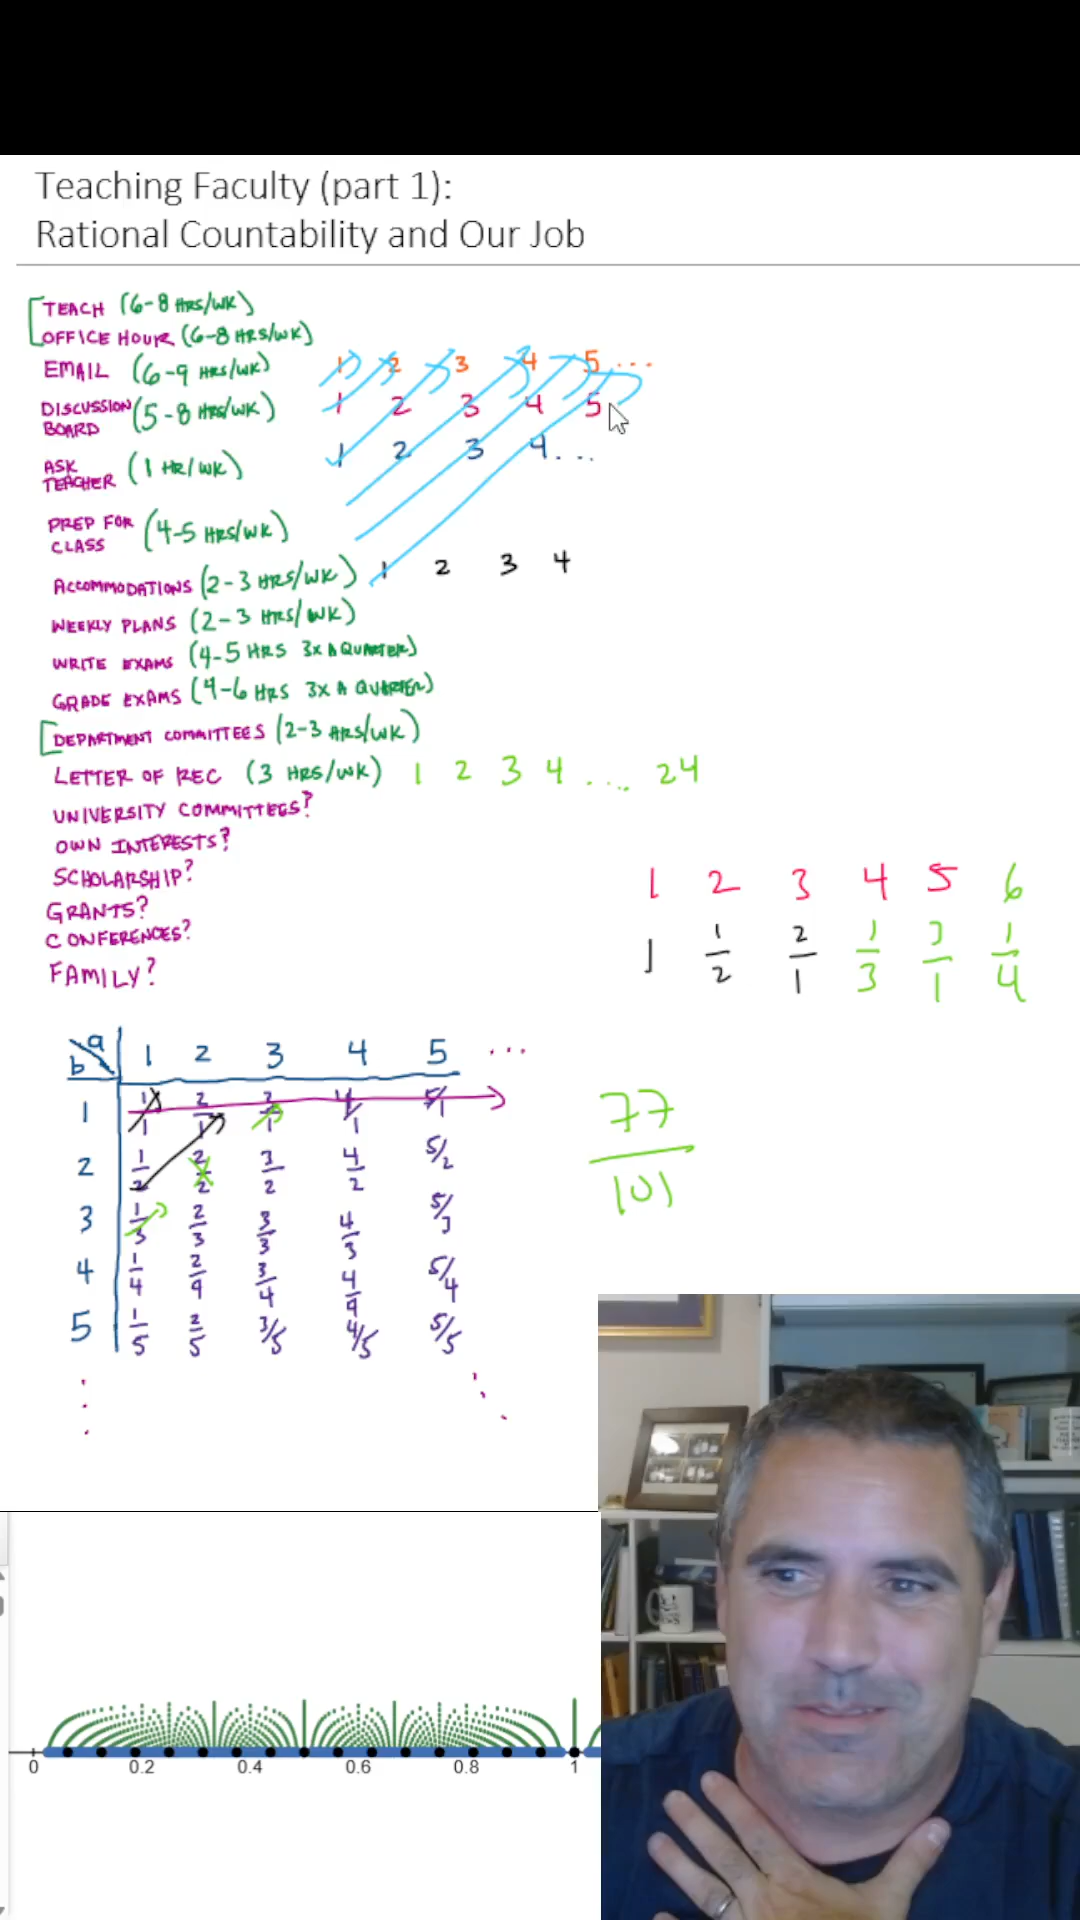 Teaching Faculty (part 1):
Rational Countability and Our Job
TEACH (6-8 HRS/WK)
OFFICE HOUR (6-8 HRS/WK)
EMAIL (6-9 HRS/WK) 1 2 3 4 5 ...
DISCUSSION BOARD (5-8 HRS/WK) 1 2 3 4 5
ASK TEACHER (1 HR/WK) 1 2 3 4...
PREP FOR CLASS (4-5 HRS/WK)
ACCOMMODATIONS (2-3 HRS/WK) 1 2 3 4
WEEKLY PLANS (2-3 HRS/WK)
WRITE EXAMS (4-5 HRS 3X A QUARTER)
GRADE EXAMS (4-6 HRS 3X A QUARTER)
DEPARTMENT COMMITTEES (2-3 HRS/WK)
LETTER OF REC (3 HRS/WK) 1 2 3 4 .... 24
UNIVERSITY COMMITTEES?
OWN INTERESTS?
SCHOLARSHIP?
GRANTS?
CONFERENCES?
FAMILY?
1 2 3 4 5 6
1 1/2 2/1 1/3 3/1 1/4
a
b 1 2 3 4 5 ...
1 1/1 2/1 3/1 4/1 5/1
2 1/2 2/2 3/2 4/2 5/2
3 1/3 2/3 3/3 4/3 5/3
4 1/4 2/4 3/4 4/4 5/4
5 1/5 2/5 3/5 4/5 5/5
77/101
0 0.2 0.4 0.6 0.8 1